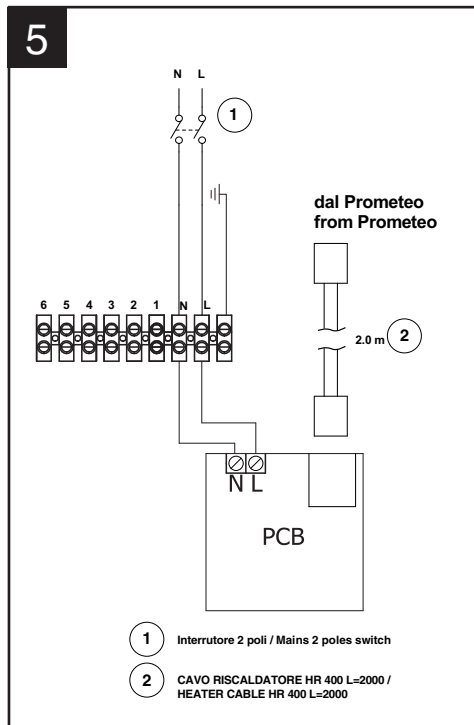 5
N L
1
dal Prometeo
from Prometeo
6 5 4 3 2 1 N L
2.0 m 2
N L
PCB
1 Interrutore 2 poli / Mains 2 poles switch
2 CAVO RISCALDATORE HR 400 L=2000 /
HEATER CABLE HR 400 L=2000